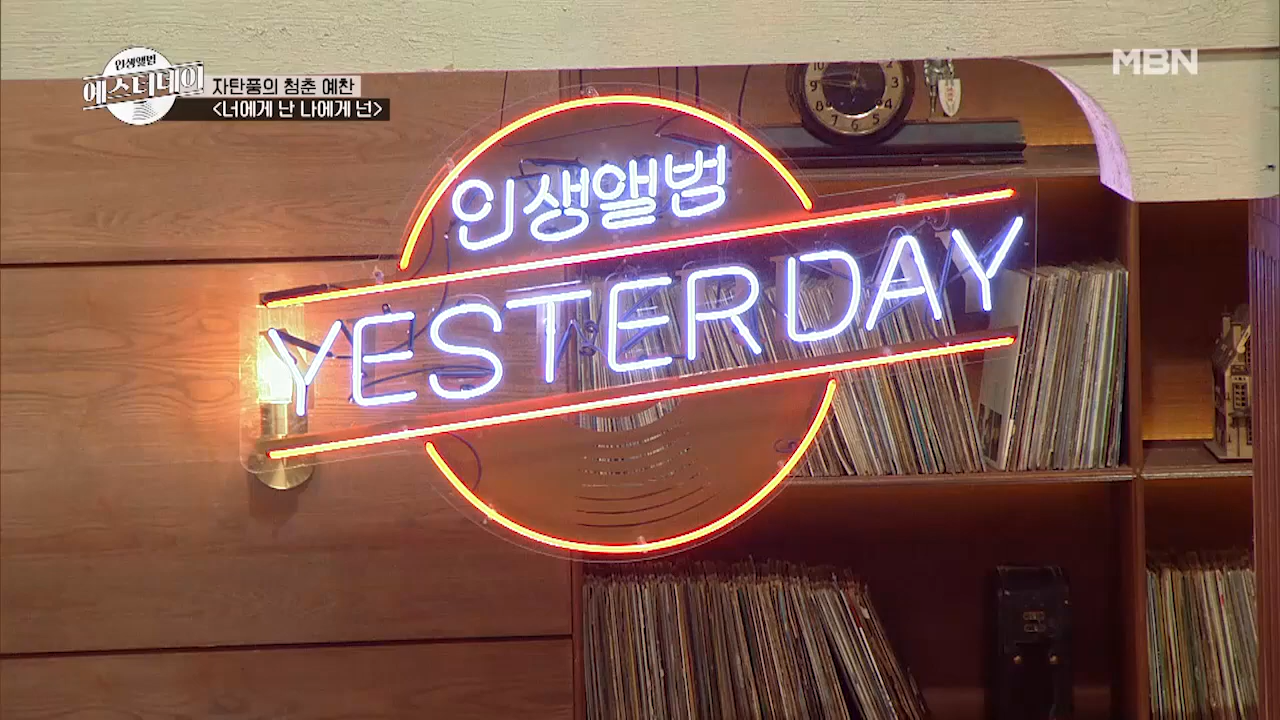 인생앨범
예스터데이
자탄풍의 청춘 예찬
<너에게 난 나에게 넌>
MBN
인생앨범
YESTERDAY